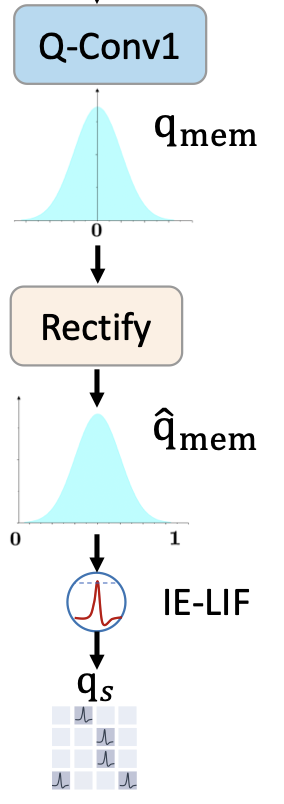 Q-Conv1
q_mem
0
Rectify
q̂_mem
0 1
IE-LIF
q_s